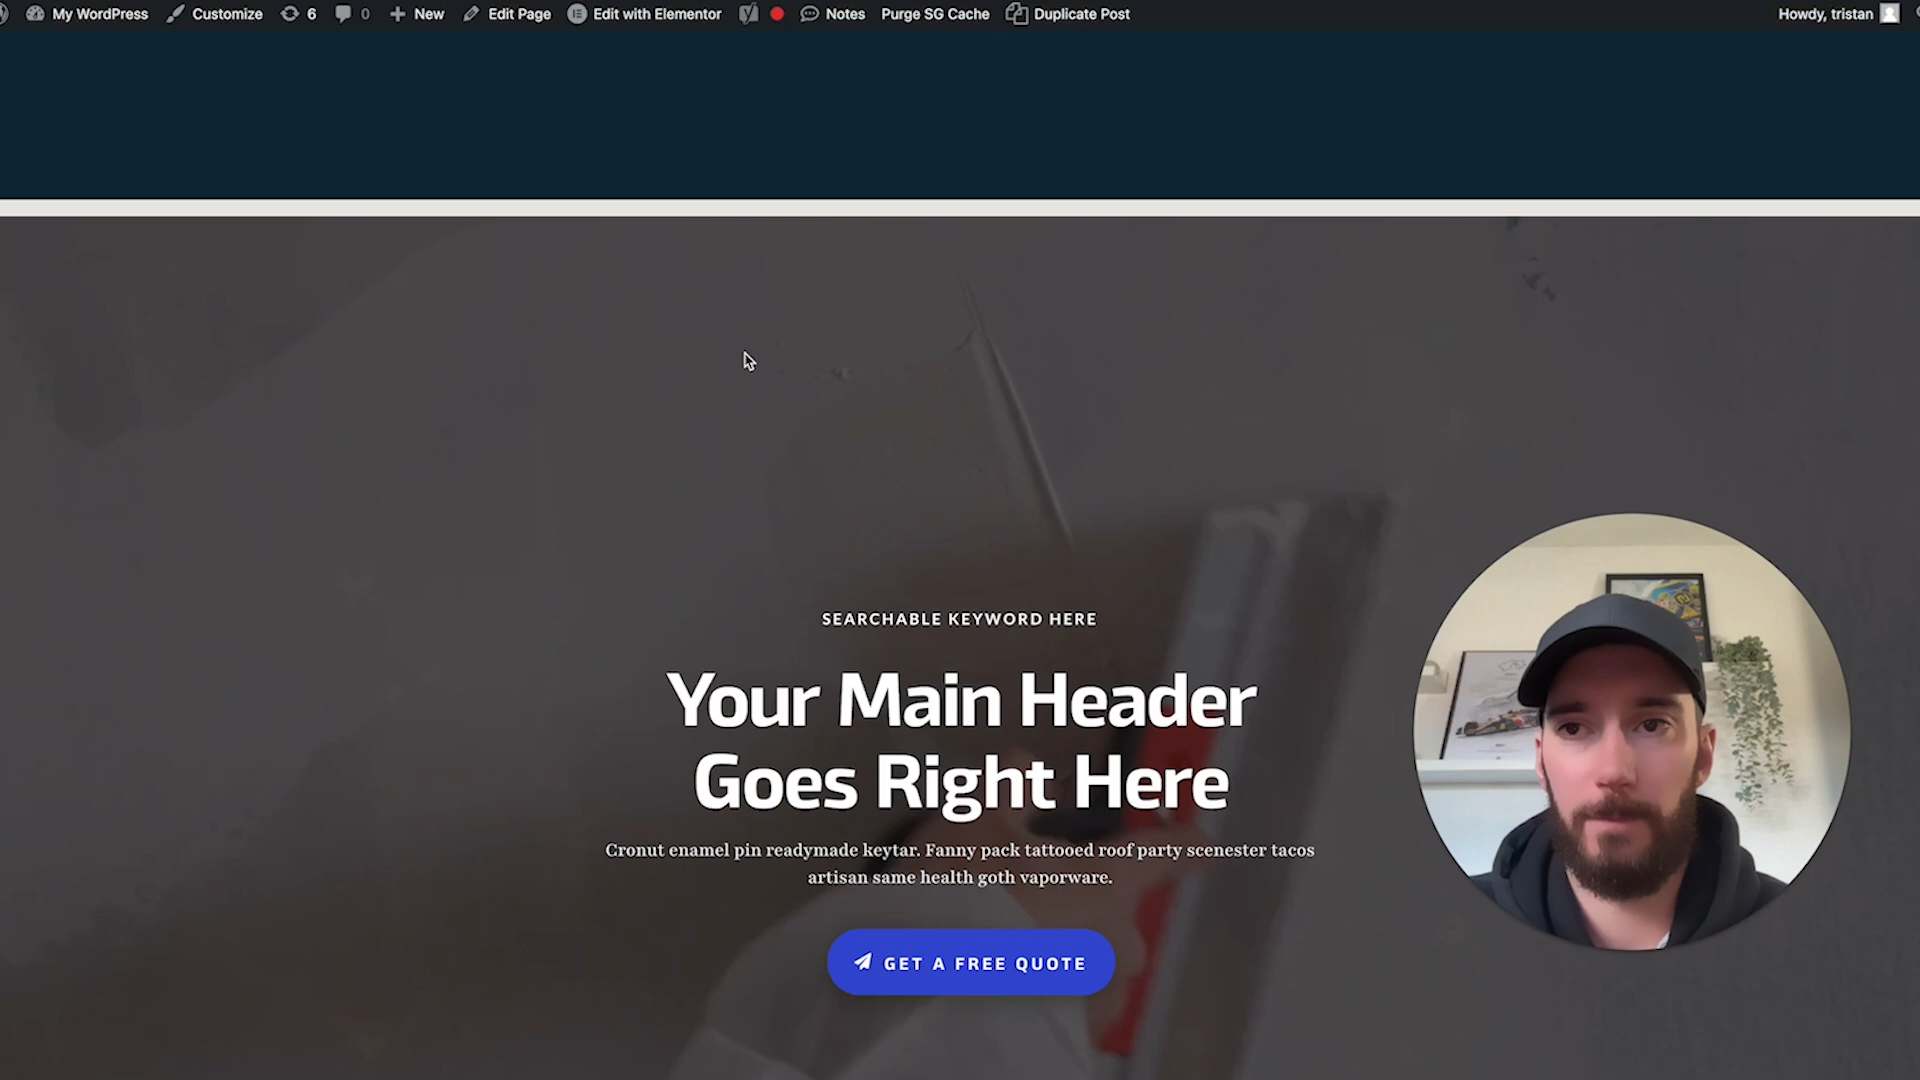 My WordPress Customize 6 0 New Edit Page Edit with Elementor Notes Purge SG Cache Duplicate Post Howdy, tristan
SEARCHABLE KEYWORD HERE
Your Main Header
Goes Right Here
Cronut enamel pin readymade keytar. Fanny pack tattooed roof party scenester tacos
artisan same health goth vaporware.
GET A FREE QUOTE